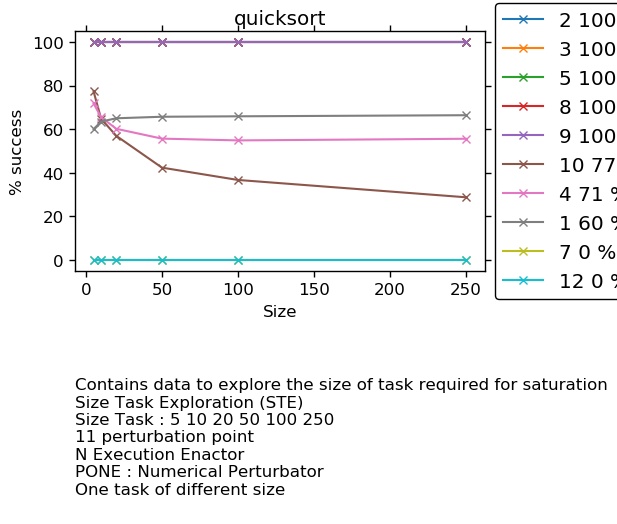 quicksort
100
80
60
40
20
0
% success
0 50 100 150 200 250
Size
2 100
3 100
5 100
8 100
9 100
10 77
4 71 %
1 60 %
7 0 %
12 0 %
Contains data to explore the size of task required for saturation
Size Task Exploration (STE)
Size Task : 5 10 20 50 100 250
11 perturbation point
N Execution Enactor
PONE : Numerical Perturbator
One task of different size